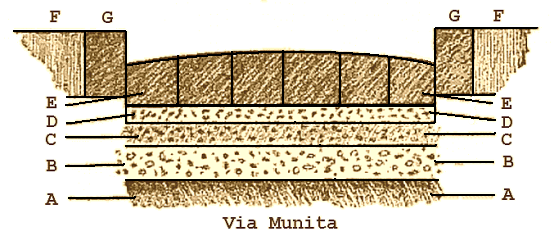 F G G F
E E
D D
C C
B B
A A
Via Munita